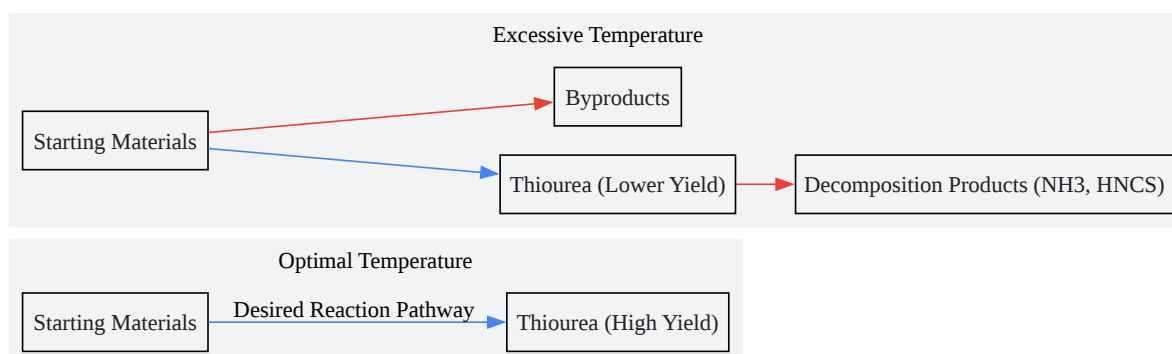 Excessive Temperature
Byproducts
Starting Materials
Thiourea (Lower Yield)
Decomposition Products (NH3, HNCS)
Optimal Temperature
Desired Reaction Pathway
Starting Materials
Thiourea (High Yield)